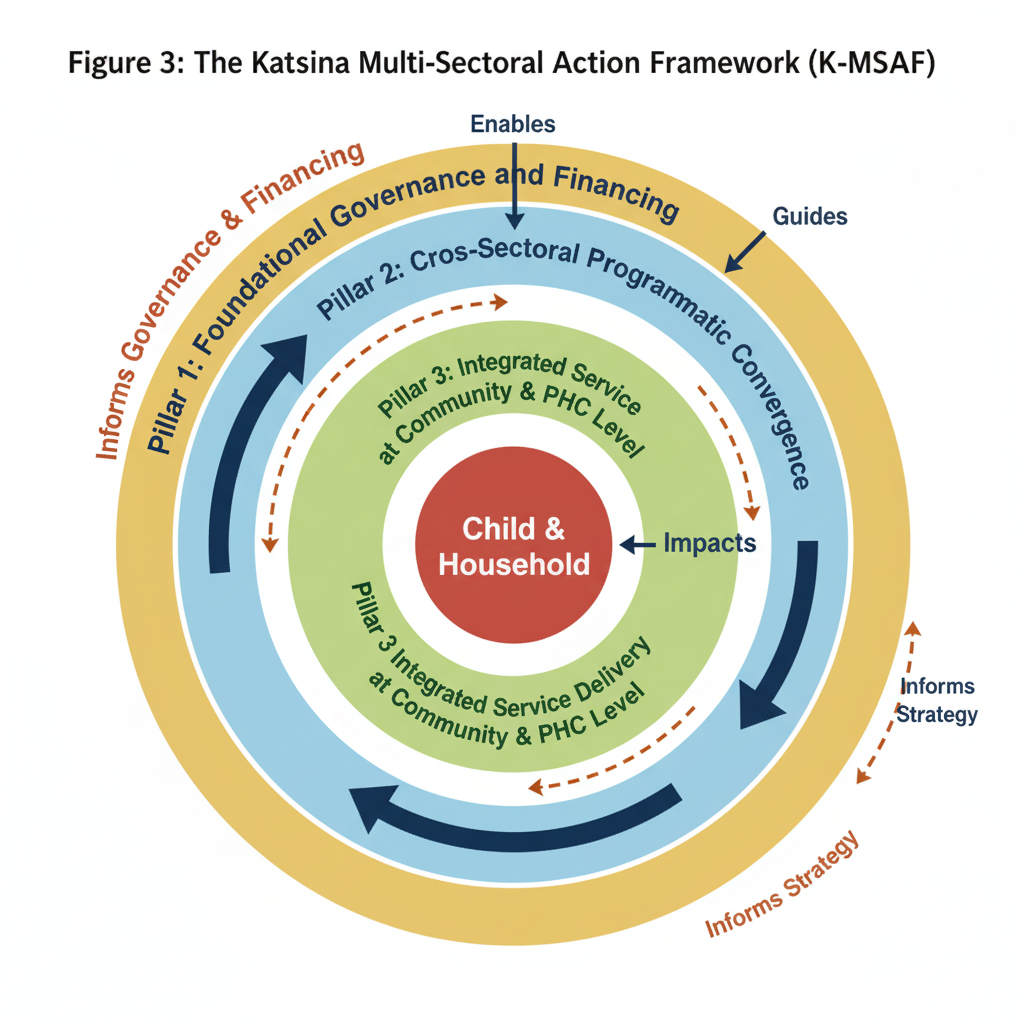 Figure 3: The Katsina Multi-Sectoral Action Framework (K-MSAF)
Enables
Informs Governance & Financing
Pillar 1: Foundational Governance and Financing
Guides
Pillar 2: Cros-Sectoral Programmatic Convergence
Pillar 3: Integrated Service
at Community & PHC Level
Child &
Household
Impacts
Pillar 3 Integrated Service Delivery
at Community & PHC Level
Informs
Strategy
Informs Strategy